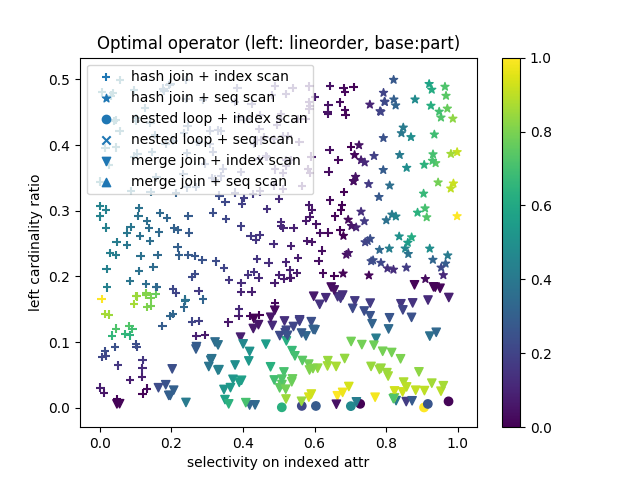 Optimal operator (left: lineorder, base:part)
hash join + index scan
hash join + seq scan
nested loop + index scan
nested loop + seq scan
merge join + index scan
merge join + seq scan
left cardinality ratio
0.5
0.4
0.3
0.2
0.1
0.0
0.0 0.2 0.4 0.6 0.8 1.0
selectivity on indexed attr
1.0
0.8
0.6
0.4
0.2
0.0